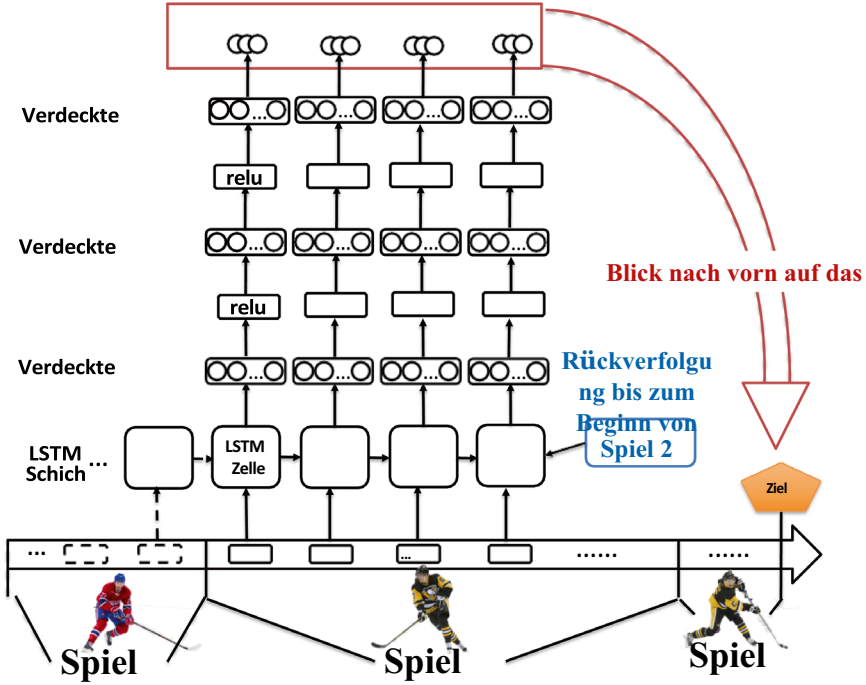 Verdeckte
...
...
...
...
relu
Verdeckte
...
...
...
...
Blick nach vorn auf das
relu
Verdeckte
...
...
...
...
Rückverfolgu
ng bis zum
Beginn von
Spiel 2
LSTM
Schich
...
LSTM
Zelle
Ziel
...
...
......
......
Spiel
Spiel
Spiel